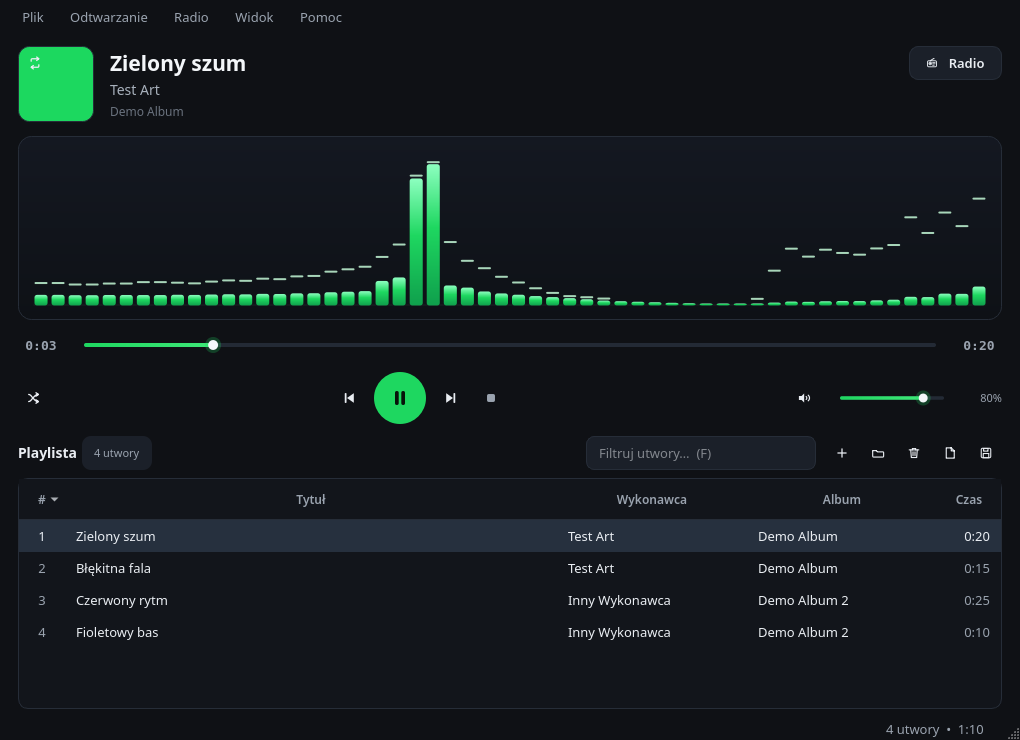 Plik Odtwarzanie Radio Widok Pomoc
Zielony szum
Radio
Test Art
Demo Album
0:03 0:20
80%
Playlista 4 utwory Filtruj utwory... (F)
# Tytuł Wykonawca Album Czas
1 Zielony szum Test Art Demo Album 0:20
2 Błękitna fala Test Art Demo Album 0:15
3 Czerwony rytm Inny Wykonawca Demo Album 2 0:25
4 Fioletowy bas Inny Wykonawca Demo Album 2 0:10
4 utwory • 1:10